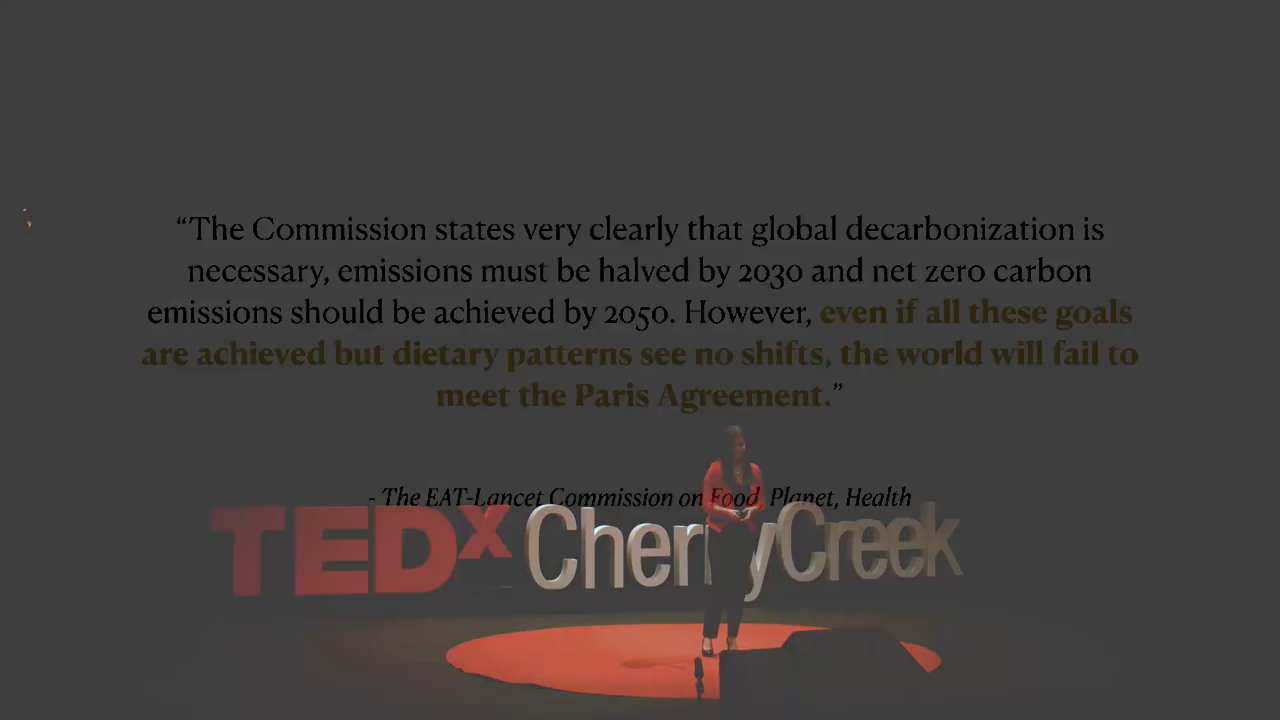 “The Commission states very clearly that global decarbonization is
necessary, emissions must be halved by 2030 and net zero carbon
emissions should be achieved by 2050. However, even if all these goals
are achieved but dietary patterns see no shifts, the world will fail to
meet the Paris Agreement.”
- The EAT-Lancet Commission on Food, Planet, Health
TEDx CherryCreek